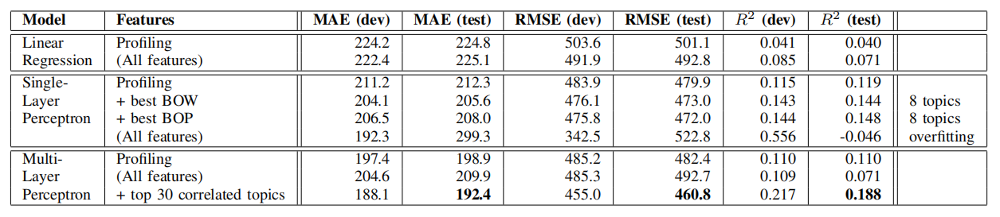 Model Features MAE (dev) MAE (test) RMSE (dev) RMSE (test) R² (dev) R² (test)
Linear Profiling 224.2 224.8 503.6 501.1 0.041 0.040
Regression (All features) 222.4 225.1 491.9 492.8 0.085 0.071
Single- Profiling 211.2 212.3 483.9 479.9 0.115 0.119
Layer + best BOW 204.1 205.6 476.1 473.0 0.143 0.144 8 topics
Perceptron + best BOP 206.5 208.0 475.8 472.0 0.144 0.148 8 topics
(All features) 192.3 299.3 342.5 522.8 0.556 -0.046 overfitting
Multi- Profiling 197.4 198.9 485.2 482.4 0.110 0.110
Layer (All features) 204.6 209.9 485.3 492.7 0.109 0.071
Perceptron + top 30 correlated topics 188.1 192.4 455.0 460.8 0.217 0.188